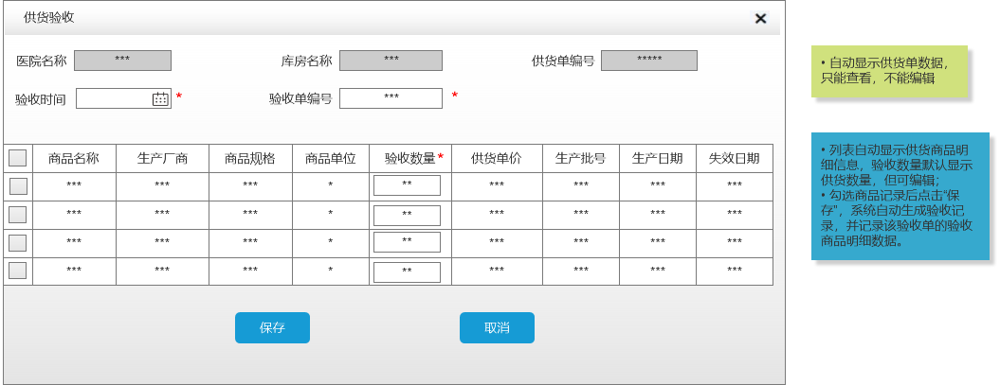 供货验收
医院名称 *** 库房名称 *** 供货单编号 *****
验收时间 * 验收单编号 *** *
商品名称 生产厂商 商品规格 商品单位 验收数量* 供货单价 生产批号 生产日期 失效日期
*** *** *** * ** *** *** *** ***
*** *** *** * ** *** *** *** ***
*** *** *** * ** *** *** *** ***
*** *** *** * ** *** *** *** ***
保存 取消
• 自动显示供货单数据，
只能查看，不能编辑
• 列表自动显示供货商品明
细信息，验收数量默认显示
供货数量，但可编辑；
• 勾选商品记录后点击“保
存”，系统自动生成验收记
录，并记录该验收单的验收
商品明细数据。